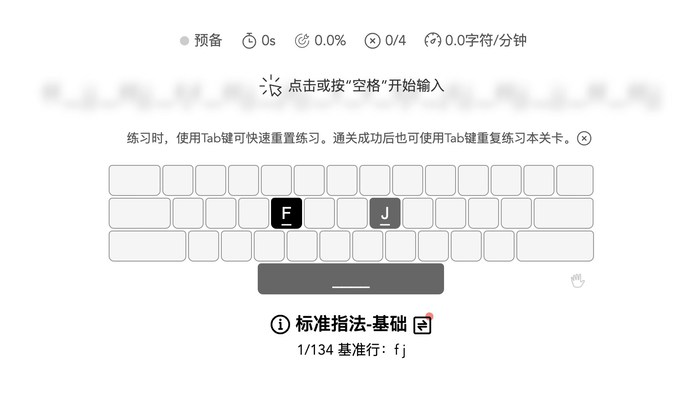 预备 0s 0.0% 0/4 0.0字符/分钟
点击或按“空格”开始输入
练习时，使用Tab键可快速重置练习。通关成功后也可使用Tab键重复练习本关卡。
F J
标准指法-基础
1/134 基准行：f j